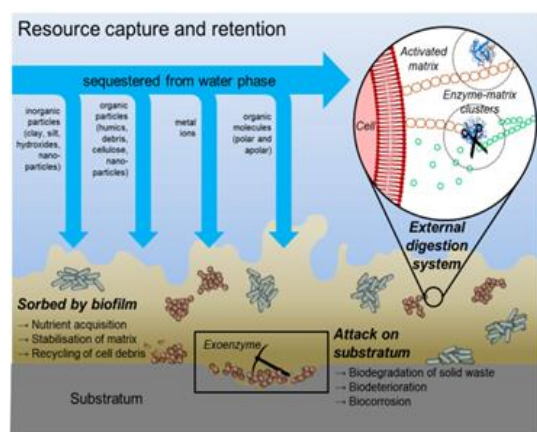 Resource capture and retention
sequestered from water phase
inorganic
particles
(clay, silt,
hydroxides,
nano-
particles)
organic
particles
(humics,
debris,
cellulose,
nano-
particles)
metal
ions
organic
molecules
(polar and
apolar)
Activated
matrix
Enzyme-matrix
clusters
Cell
External
digestion
system
Sorbed by biofilm
→ Nutrient acquisition
→ Stabilisation of matrix
→ Recycling of cell debris
Exoenzyme
Attack on
substratum
→ Biodegradation of solid waste
→ Biodeterioration
→ Biocorrosion
Substratum